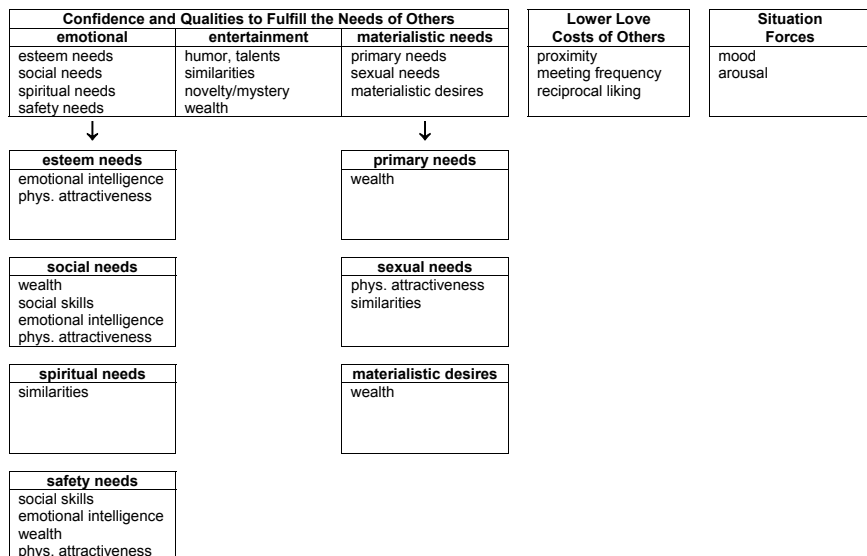 Confidence and Qualities to Fulfill the Needs of Others
emotional
entertainment
materialistic needs
esteem needs
social needs
spiritual needs
safety needs
humor, talents
similarities
novelty/mystery
wealth
primary needs
sexual needs
materialistic desires
Lower Love
Costs of Others
proximity
meeting frequency
reciprocal liking
Situation
Forces
mood
arousal
↓
↓
esteem needs
emotional intelligence
phys. attractiveness
primary needs
wealth
social needs
wealth
social skills
emotional intelligence
phys. attractiveness
sexual needs
phys. attractiveness
similarities
spiritual needs
similarities
materialistic desires
wealth
safety needs
social skills
emotional intelligence
wealth
phys. attractiveness